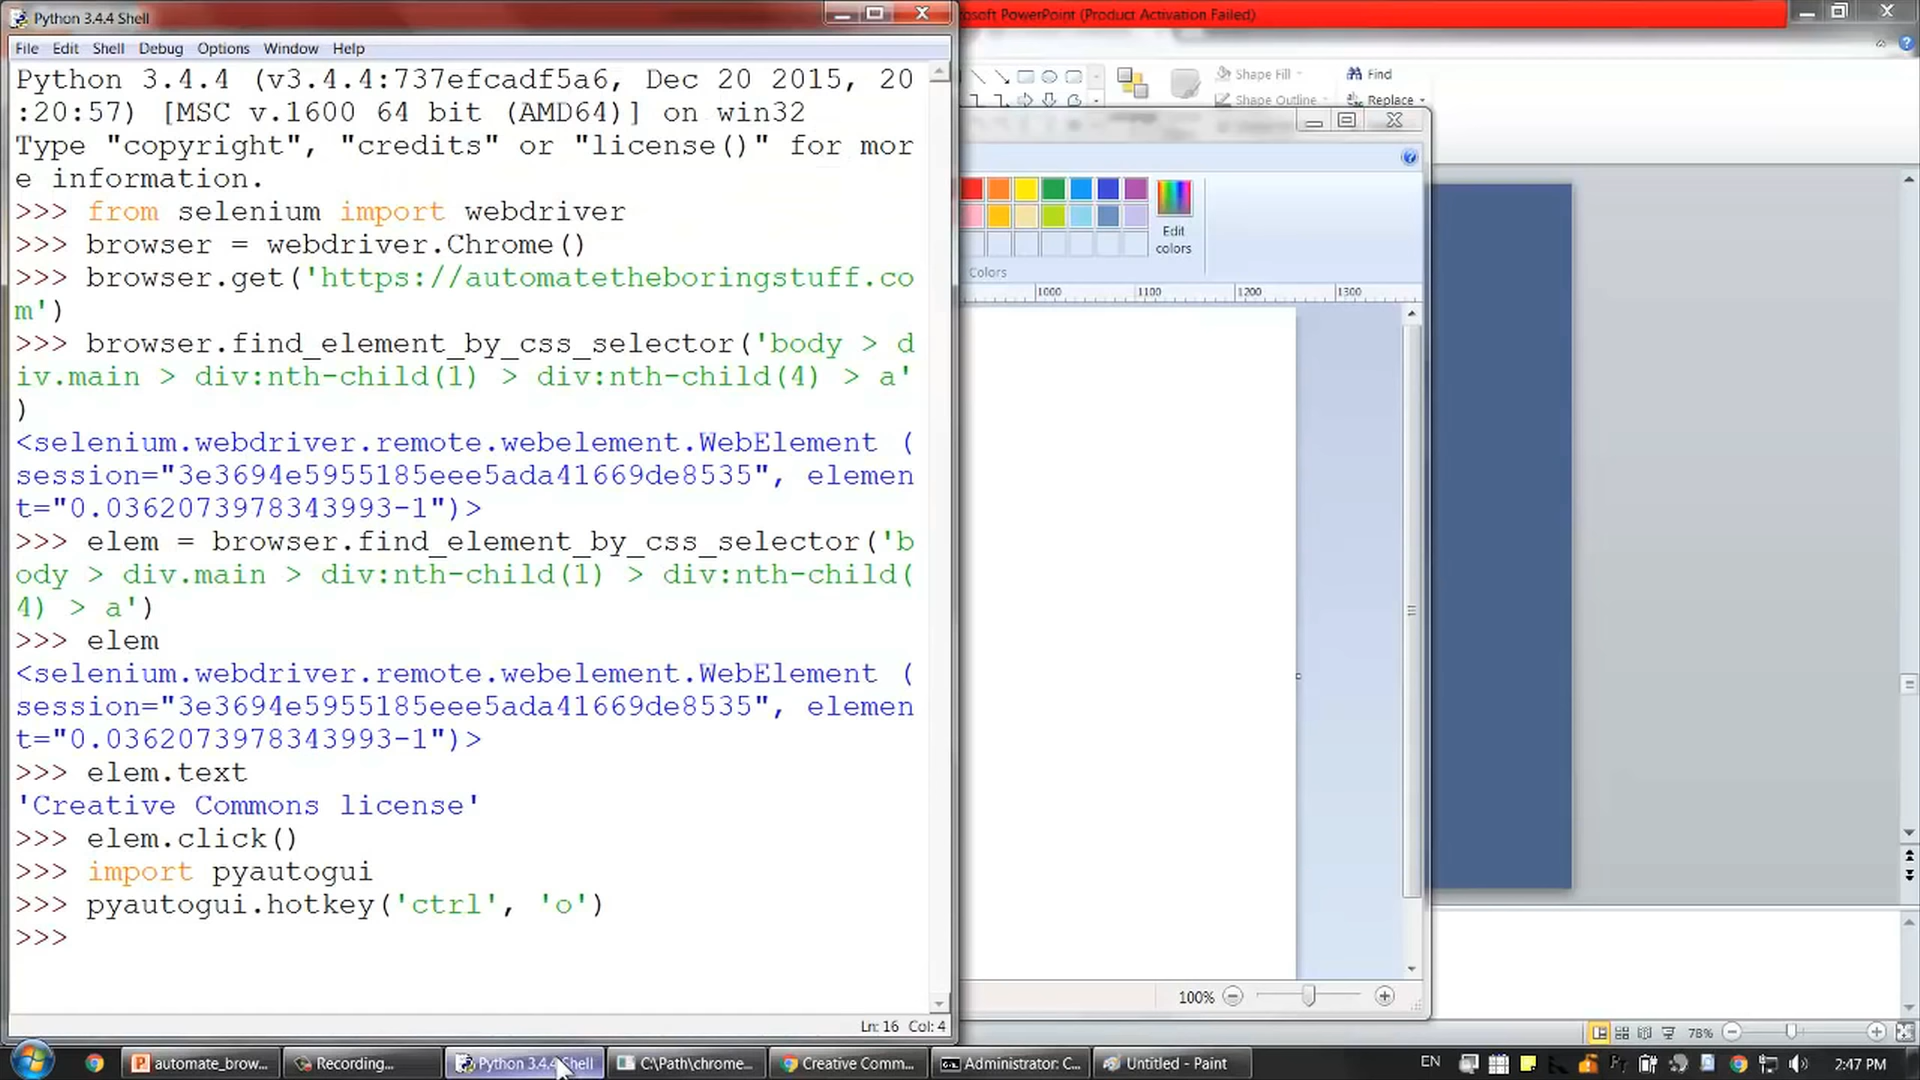 Python 3.4.4 Shell
osoft PowerPoint (Product Activation Failed)
File Edit Shell Debug Options Window Help
Python 3.4.4 (v3.4.4:737efcadf5a6, Dec 20 2015, 20
:20:57) [MSC v.1600 64 bit (AMD64)] on win32
Type "copyright", "credits" or "license()" for mor
e information.
>>> from selenium import webdriver
>>> browser = webdriver.Chrome()
>>> browser.get('https://automatetheboringstuff.co
m')
>>> browser.find_element_by_css_selector('body > d
iv.main > div:nth-child(1) > div:nth-child(4) > a'
)
<selenium.webdriver.remote.webelement.WebElement (
session="3e3694e5955185eee5ada41669de8535", elemen
t="0.0362073978343993-1")>
>>> elem = browser.find_element_by_css_selector('b
ody > div.main > div:nth-child(1) > div:nth-child(
4) > a')
>>> elem
<selenium.webdriver.remote.webelement.WebElement (
session="3e3694e5955185eee5ada41669de8535", elemen
t="0.0362073978343993-1")>
>>> elem.text
'Creative Commons license'
>>> elem.click()
>>> import pyautogui
>>> pyautogui.hotkey('ctrl', 'o')
>>>
Ln: 16 Col: 4
Shape Fill
Find
Shape Outline
Replace
Edit
colors
Colors
1000 1100 1200 1300
100%
78%
automate_brow...
Recording...
Python 3.4.4 Shell
C:\Path\chrome...
Creative Comm...
Administrator: C...
Untitled - Paint
EN
2:47 PM